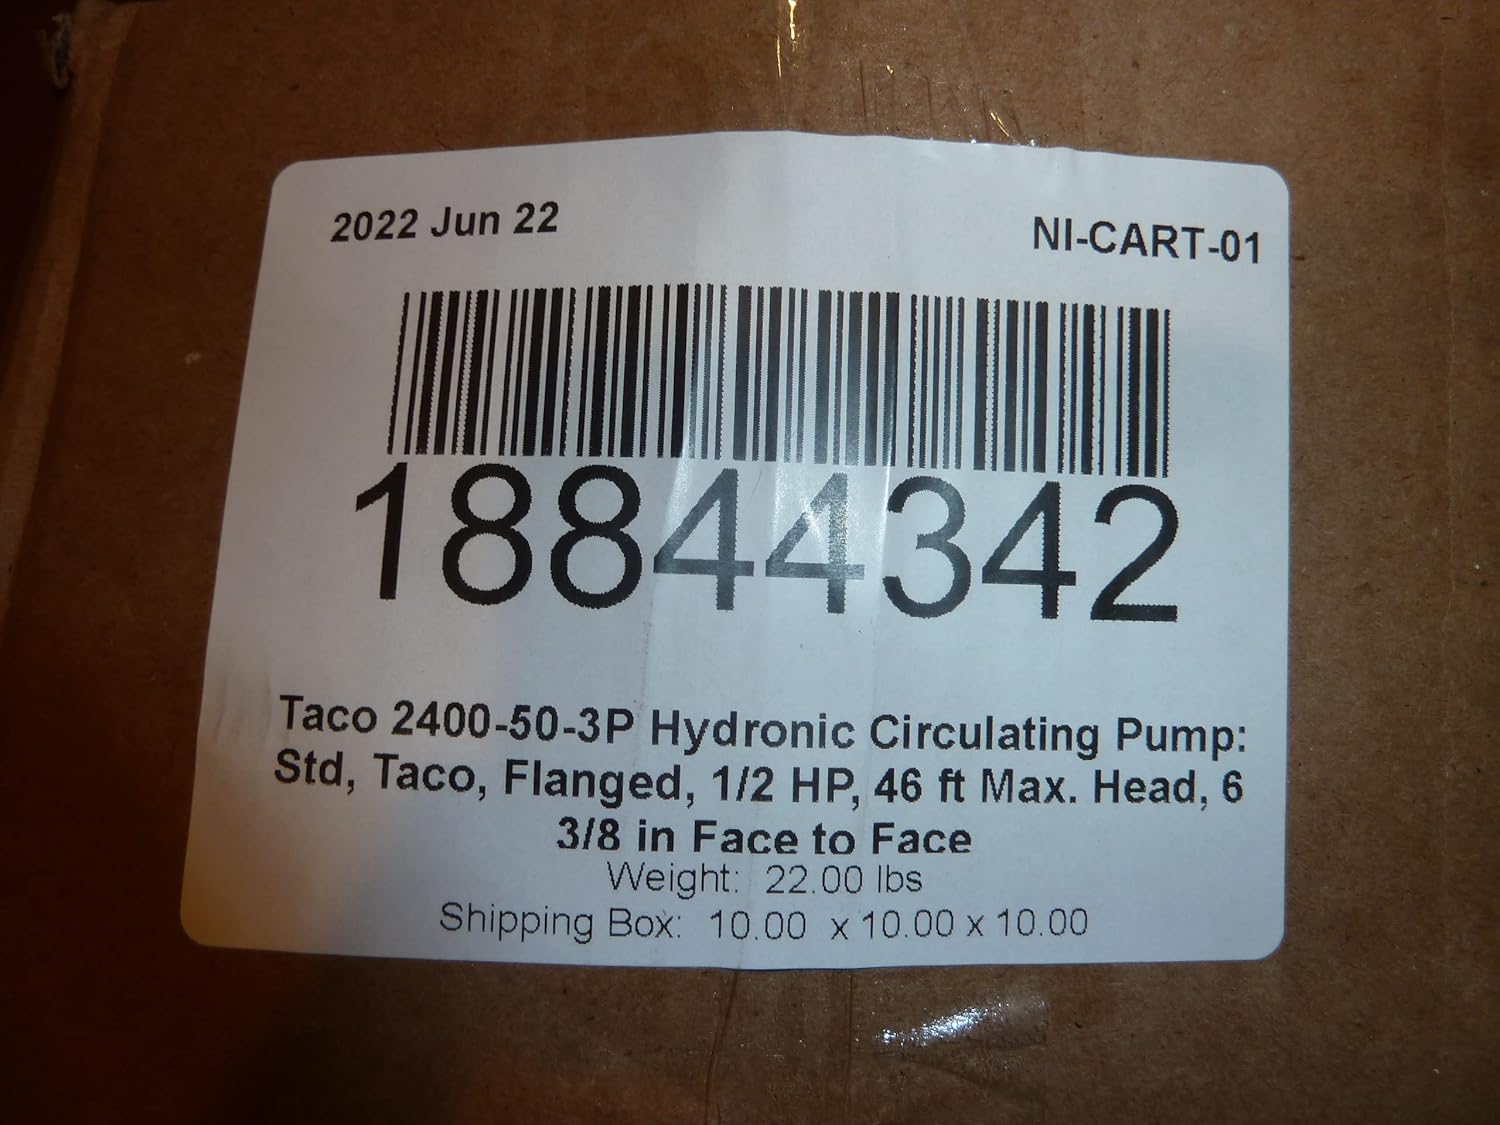 2022 Jun 22
NI-CART-01
18844342
Taco 2400-50-3P Hydronic Circulating Pump:
Std, Taco, Flanged, 1/2 HP, 46 ft Max. Head, 6
3/8 in Face to Face
Weight: 22.00 lbs
Shipping Box: 10.00 x 10.00 x 10.00